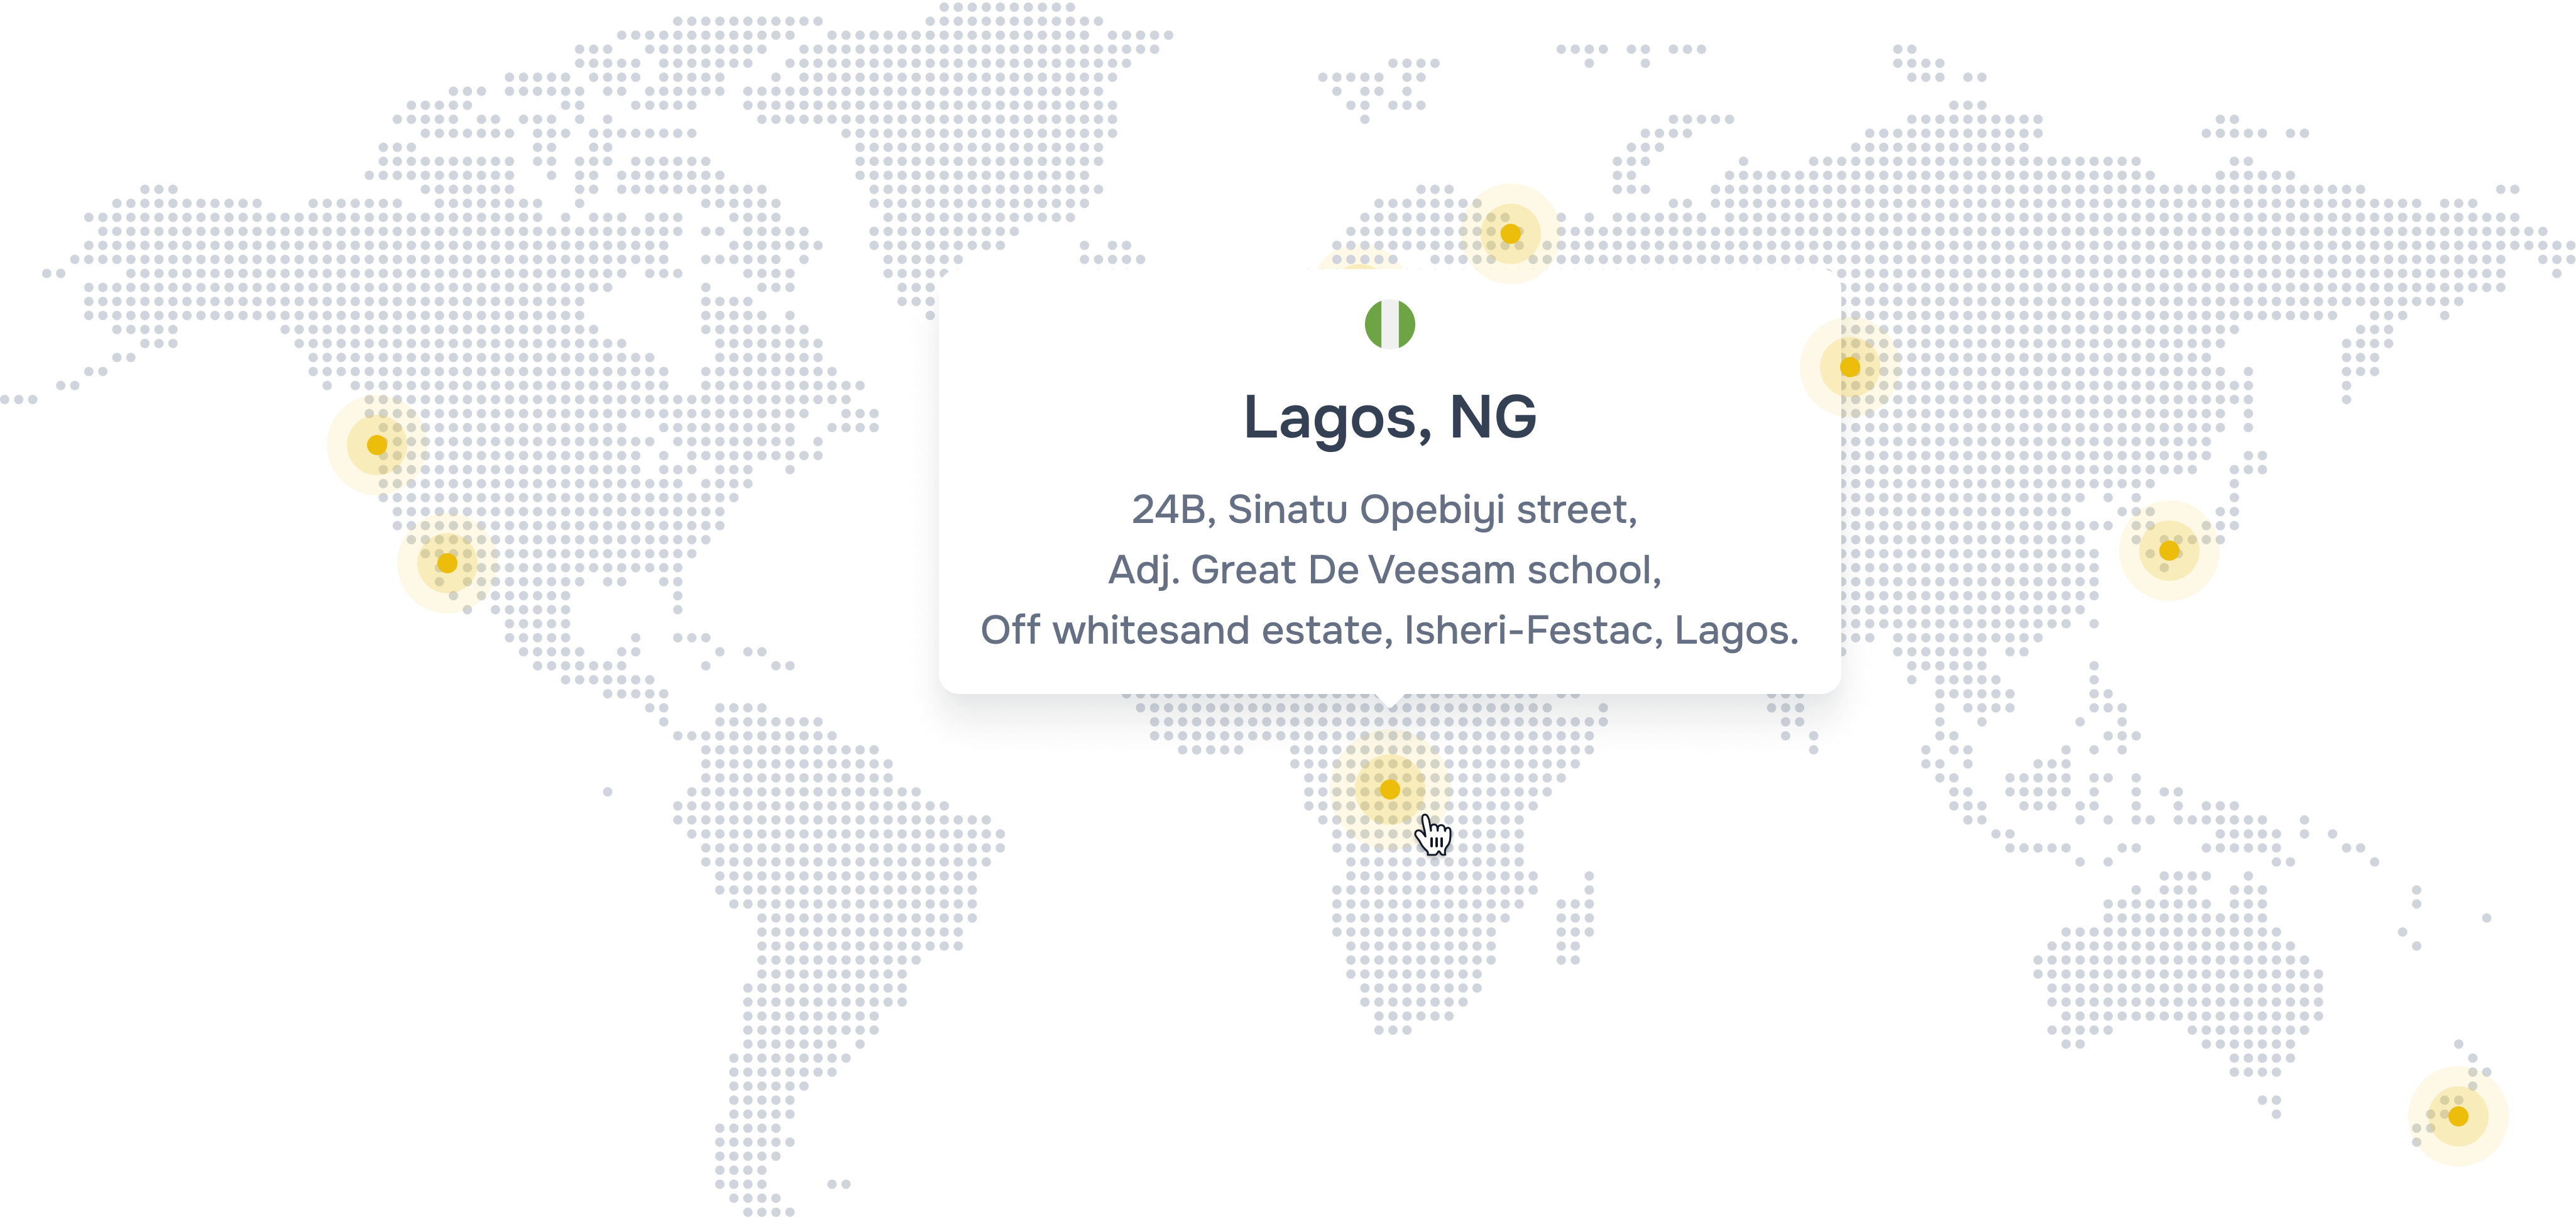 Lagos, NG
24B, Sinatu Opebiyi street,
Adj. Great De Veesam school,
Off whitesand estate, Isheri-Festac, Lagos.